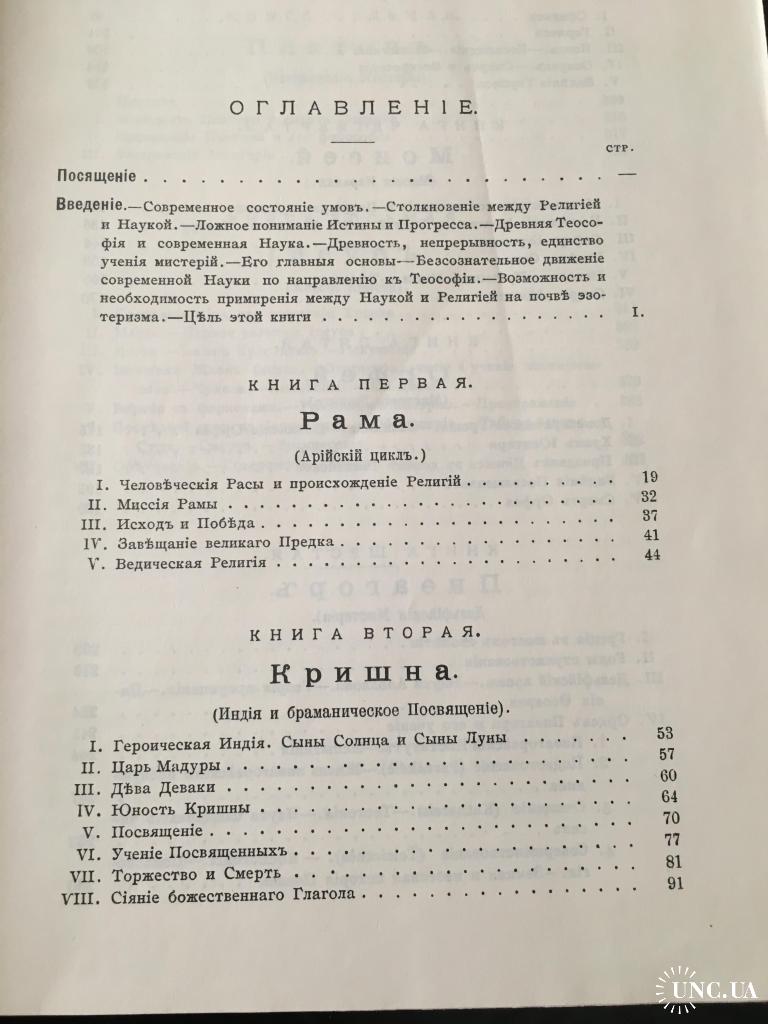 ОГЛАВЛЕНІЕ.
СТР.
Посященіе . . . . . . . . . . . . . . . . . . . . . . . —
Введеніе.—Современное состояніе умовъ.—Столкновеніе между Религіей
и Наукой.—Ложное пониманіе Истины и Прогресса.—Древняя Теосо-
фія и современная Наука.—Древность, непрерывность, единство
ученія мистерій.—Его главныя основы—Безсознательное движеніе
современной Науки по направленію къ Теософіи.—Возможность и
необходимость примиренія между Наукой и Религіей на почвѣ эзо-
теризма.—Цѣль этой книги . . . . . . . . . . . . . . . . . I.
КНИГА ПЕРВАЯ.
Рама.
(Арійскій циклъ.)
I. Человѣческія Расы и происхожденіе Религій . . . . . . . . . . 19
II. Миссія Рамы . . . . . . . . . . . . . . . . . . . . . 32
III. Исходъ и Побѣда . . . . . . . . . . . . . . . . . . . 37
IV. Завѣщаніе великаго Предка . . . . . . . . . . . . . . . 41
V. Ведическая Религія . . . . . . . . . . . . . . . . . . 44
КНИГА ВТОРАЯ.
Кришна.
(Индія и браманическое Посвященіе).
I. Героическая Индія. Сыны Солнца и Сыны Луны . . . . . . . 53
II. Царь Мадуры . . . . . . . . . . . . . . . . . . . . . 57
III. Дѣва Деваки . . . . . . . . . . . . . . . . . . . . . 60
IV. Юность Кришны . . . . . . . . . . . . . . . . . . . . 64
V. Посвященіе . . . . . . . . . . . . . . . . . . . . . . 70
VI. Ученіе Посвященныхъ . . . . . . . . . . . . . . . . . 77
VII. Торжество и Смерть . . . . . . . . . . . . . . . . . . 81
VIII. Сіяніе божественнаго Глагола . . . . . . . . . . . . . . 91
UNC.UA